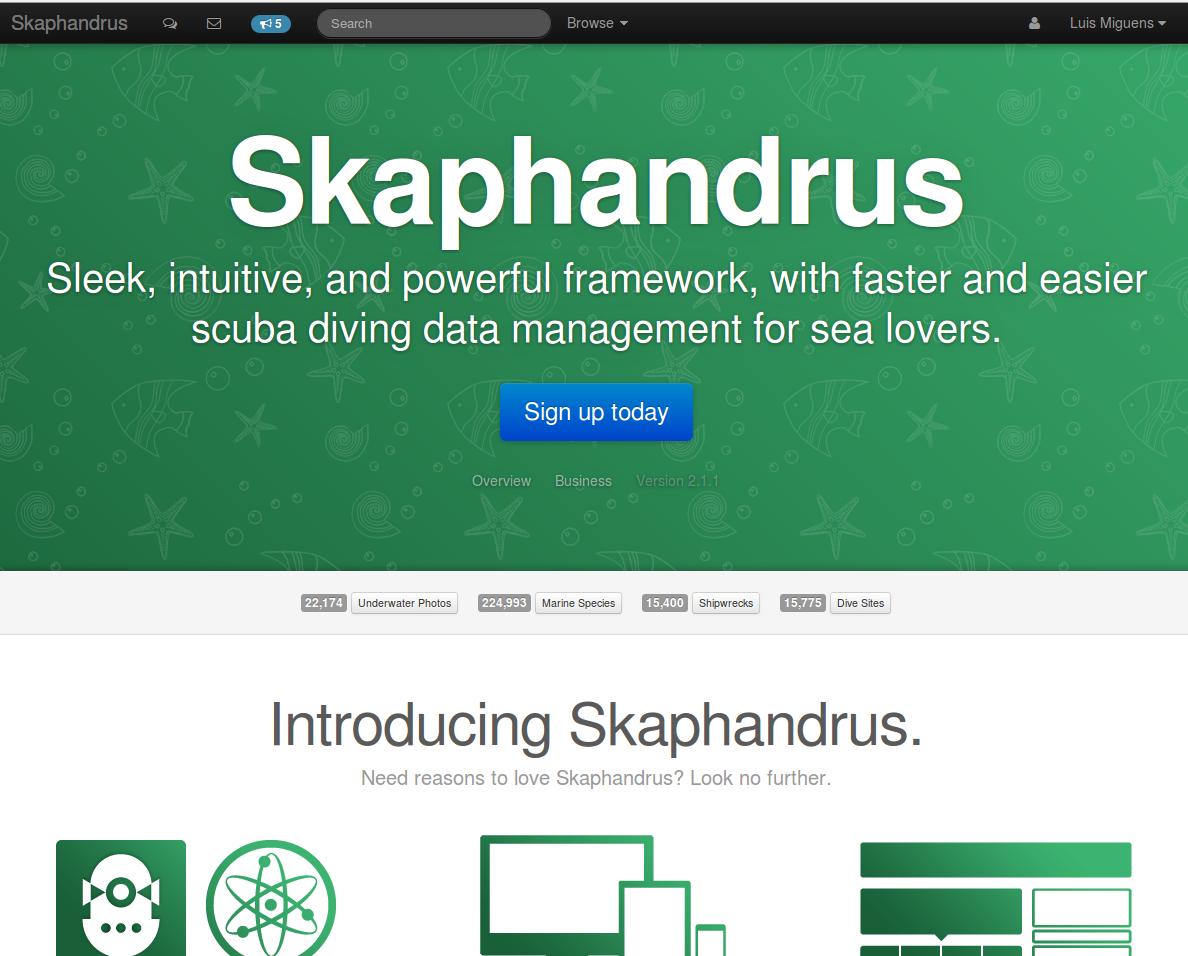 Skaphandrus 5 Search Browse Luis Miguens
Skaphandrus
Sleek, intuitive, and powerful framework, with faster and easier
scuba diving data management for sea lovers.
Sign up today
Overview Business Version 2.1.1
22,174 Underwater Photos 224,993 Marine Species 15,400 Shipwrecks 15,775 Dive Sites
Introducing Skaphandrus.
Need reasons to love Skaphandrus? Look no further.